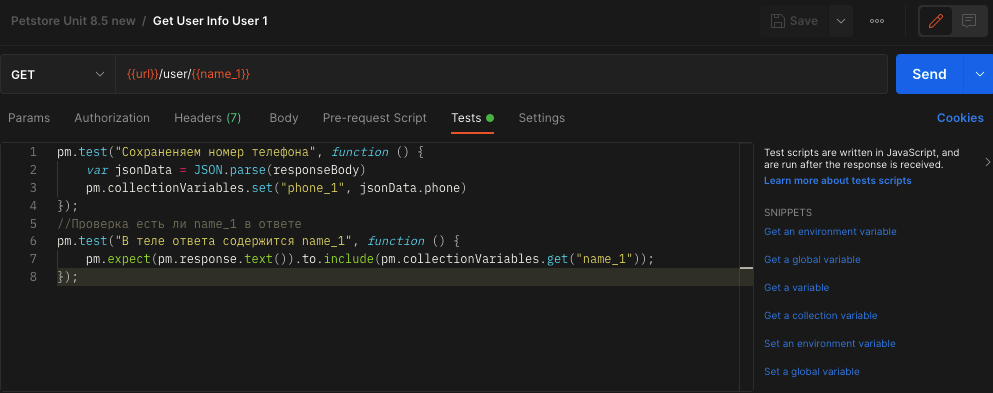 Petstore Unit 8.5 new / Get User Info User 1
Save
GET
{{url}}/user/{{name_1}}
Send
Params Authorization Headers (7) Body Pre-request Script Tests Settings Cookies
1 pm.test("Сохраненяем номер телефона", function () {
2 var jsonData = JSON.parse(responseBody)
3 pm.collectionVariables.set("phone_1", jsonData.phone)
4 });
5 //Проверка есть ли name_1 в ответе
6 pm.test("В теле ответа содержится name_1", function () {
7 pm.expect(pm.response.text()).to.include(pm.collectionVariables.get("name_1"));
8 });
Test scripts are written in JavaScript, and
are run after the response is received.
Learn more about tests scripts
SNIPPETS
Get an environment variable
Get a global variable
Get a variable
Get a collection variable
Set an environment variable
Set a global variable